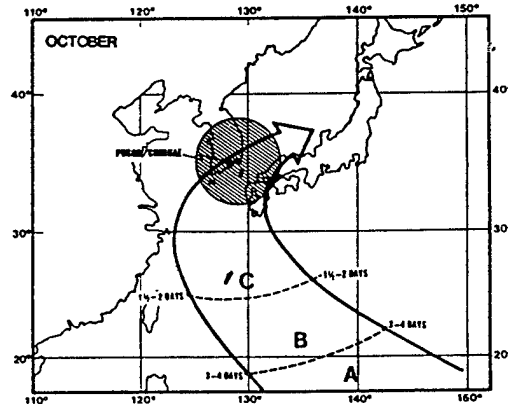 110° 120° 130° 140° 150°
OCTOBER
40° 40
PUSAN/CHINHAE
30° 30
C
1½-2 DAYS 1½-2 DAYS
B
3-4 DAYS
20° 20
3-4 DAYS A
110° 120° 130° 140° 150°